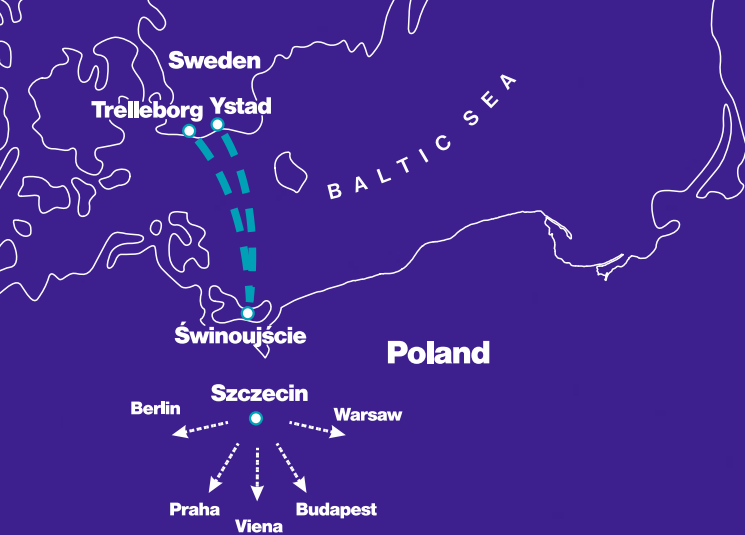 Sweden
Trelleborg
Ystad
BALTIC SEA
Świnoujście
Poland
Szczecin
Berlin
Warsaw
Praha
Budapest
Viena